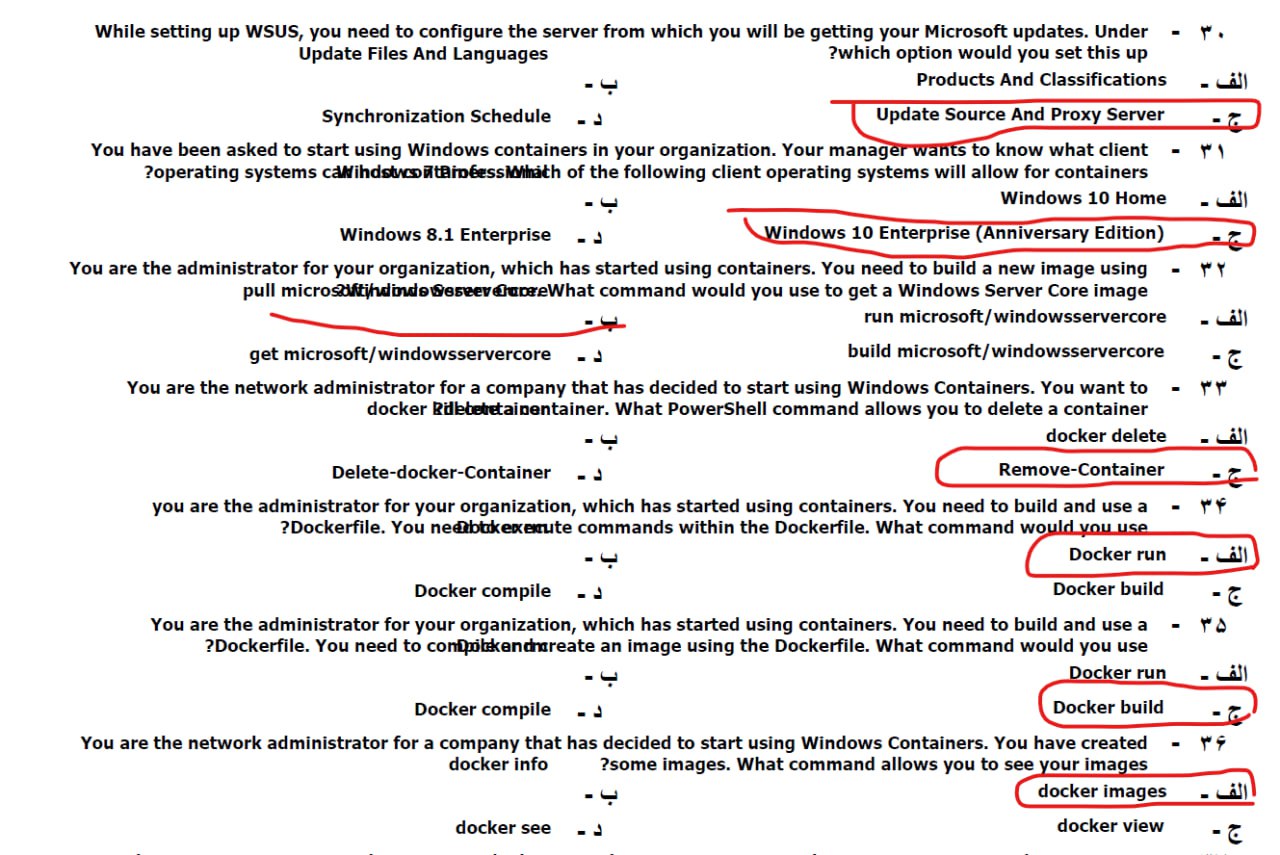 ۳۰ - While setting up WSUS, you need to configure the server from which you will be getting your Microsoft updates. Under
which option would you set this up?
الف - Products And Classifications
ب - Update Files And Languages
ج - Update Source And Proxy Server
د - Synchronization Schedule
۳۱ - You have been asked to start using Windows containers in your organization. Your manager wants to know what client
operating systems can host containers. Which of the following client operating systems will allow for containers?
الف - Windows 10 Home
ب - Windows 7 Professional
ج - Windows 10 Enterprise (Anniversary Edition)
د - Windows 8.1 Enterprise
۳۲ - You are the administrator for your organization, which has started using containers. You need to build a new image using
Windows Server Core. What command would you use to get a Windows Server Core image?
الف - run microsoft/windowsservercore
ب - pull microsoft/windowsservercore
ج - build microsoft/windowsservercore
د - get microsoft/windowsservercore
۳۳ - You are the network administrator for a company that has decided to start using Windows Containers. You want to
delete a container. What PowerShell command allows you to delete a container?
الف - docker delete
ب - docker kill container
ج - Remove-Container
د - Delete-docker-Container
۳۴ - you are the administrator for your organization, which has started using containers. You need to build and use a
Dockerfile. You need to execute commands within the Dockerfile. What command would you use?
الف - Docker run
ب - Docker rm
ج - Docker build
د - Docker compile
۳۵ - You are the administrator for your organization, which has started using containers. You need to build and use a
Dockerfile. You need to compile and create an image using the Dockerfile. What command would you use?
الف - Docker run
ب - Docker rm
ج - Docker build
د - Docker compile
۳۶ - You are the network administrator for a company that has decided to start using Windows Containers. You have created
some images. What command allows you to see your images?
الف - docker images
ب - docker info
ج - docker view
د - docker see